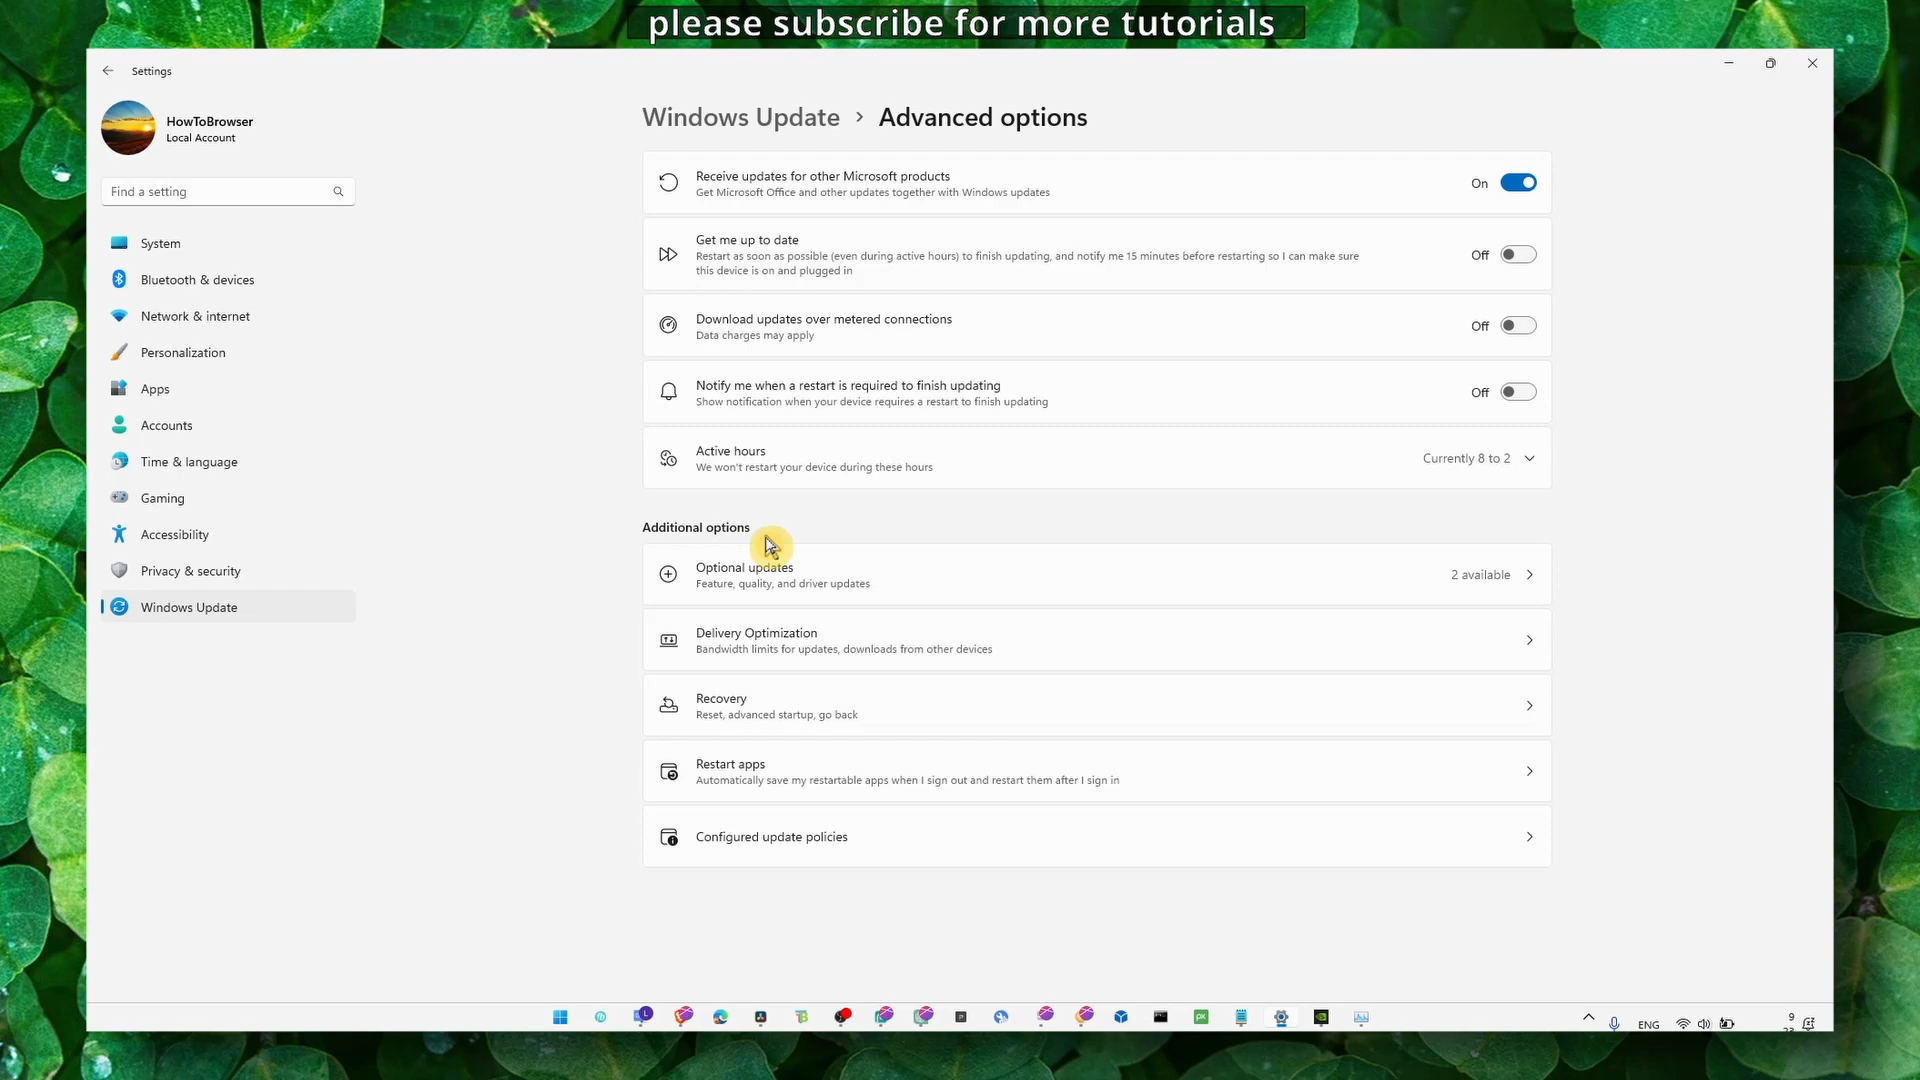 please subscribe for more tutorials
Settings
HowToBrowser
Local Account
Find a setting
System
Bluetooth & devices
Network & internet
Personalization
Apps
Accounts
Time & language
Gaming
Accessibility
Privacy & security
Windows Update
Windows Update > Advanced options
Receive updates for other Microsoft products
Get Microsoft Office and other updates together with Windows updates
On
Get me up to date
Restart as soon as possible (even during active hours) to finish updating, and notify me 15 minutes before restarting so I can make sure
this device is on and plugged in
Off
Download updates over metered connections
Data charges may apply
Off
Notify me when a restart is required to finish updating
Show notification when your device requires a restart to finish updating
Off
Active hours
We won't restart your device during these hours
Currently 8 to 2
Additional options
Optional updates
Feature, quality, and driver updates
2 available
Delivery Optimization
Bandwidth limits for updates, downloads from other devices
Recovery
Reset, advanced startup, go back
Restart apps
Automatically save my restartable apps when I sign out and restart them after I sign in
Configured update policies
ENG
9